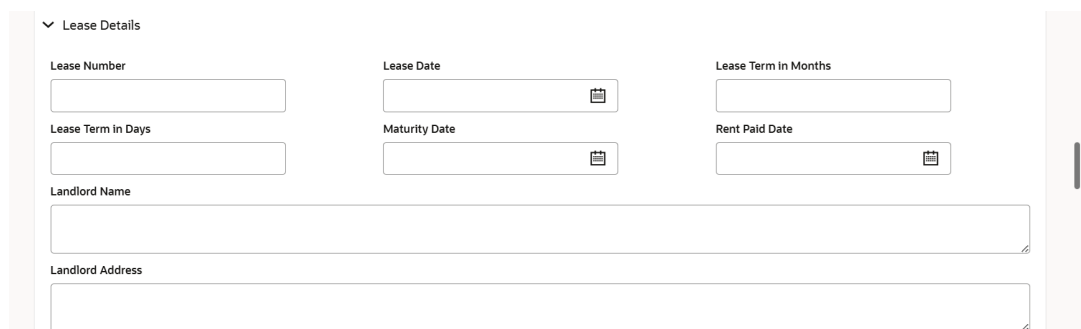 Lease Details
Lease Number Lease Date Lease Term in Months
Lease Term in Days Maturity Date Rent Paid Date
Landlord Name
Landlord Address